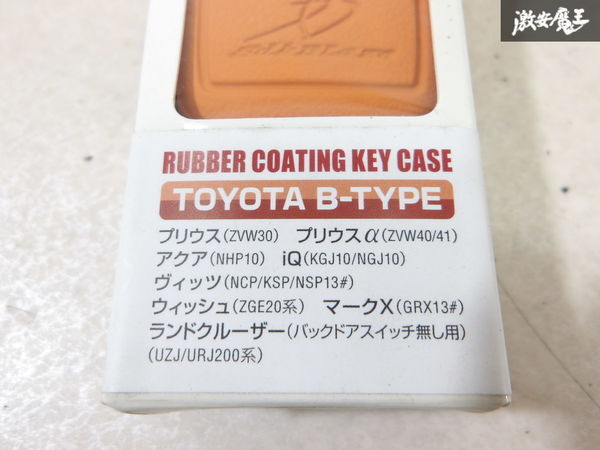 激安魔王
RUBBER COATING KEY CASE
TOYOTA B-TYPE
プリウス(ZVW30) プリウスα(ZVW40/41)
アクア(NHP10) iQ(KGJ10/NGJ10)
ヴィッツ(NCP/KSP/NSP13#)
ウィッシュ(ZGE20系) マークX(GRX13#)
ランドクルーザー(バックドアスイッチ無し用)
(UZJ/URJ200系)